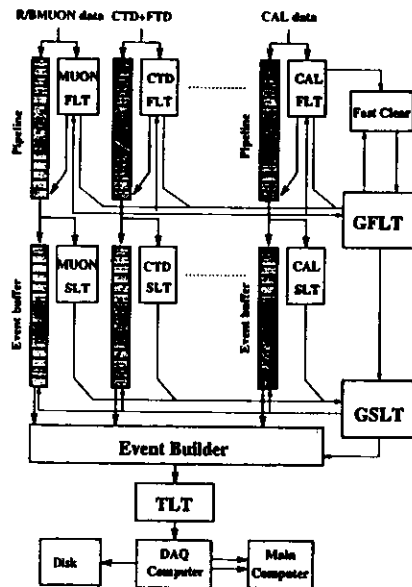 R/BMUON data CTD+FTD CAL data
MUON
FLT
CTD
FLT
CAL
FLT
Fast Clear
Pipeline
Pipeline
GFLT
MUON
SLT
CTD
SLT
CAL
SLT
Event buffer
Event buffer
GSLT
Event Builder
TLT
Disk
DAQ
Computer
Main
Computer